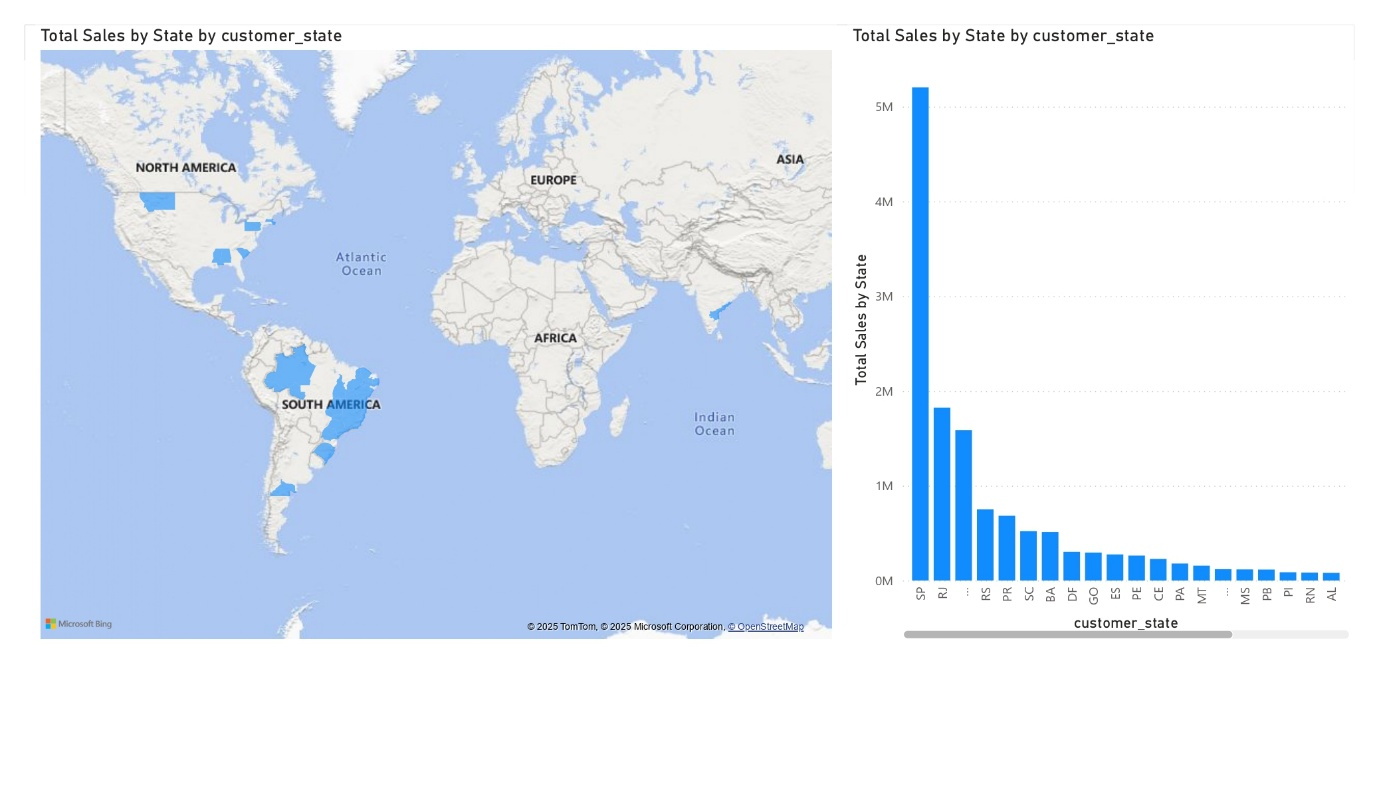 Total Sales by State by customer_state
NORTH AMERICA
EUROPE
ASIA
Atlantic
Ocean
AFRICA
SOUTH AMERICA
Indian
Ocean
Microsoft Bing
© 2025 TomTom, © 2025 Microsoft Corporation, © OpenStreetMap
Total Sales by State by customer_state
Total Sales by State
5M
4M
3M
2M
1M
0M
SP
RJ
...
RS
PR
SC
BA
DF
GO
ES
PE
CE
PA
MT
...
MS
PB
PI
RN
AL
customer_state